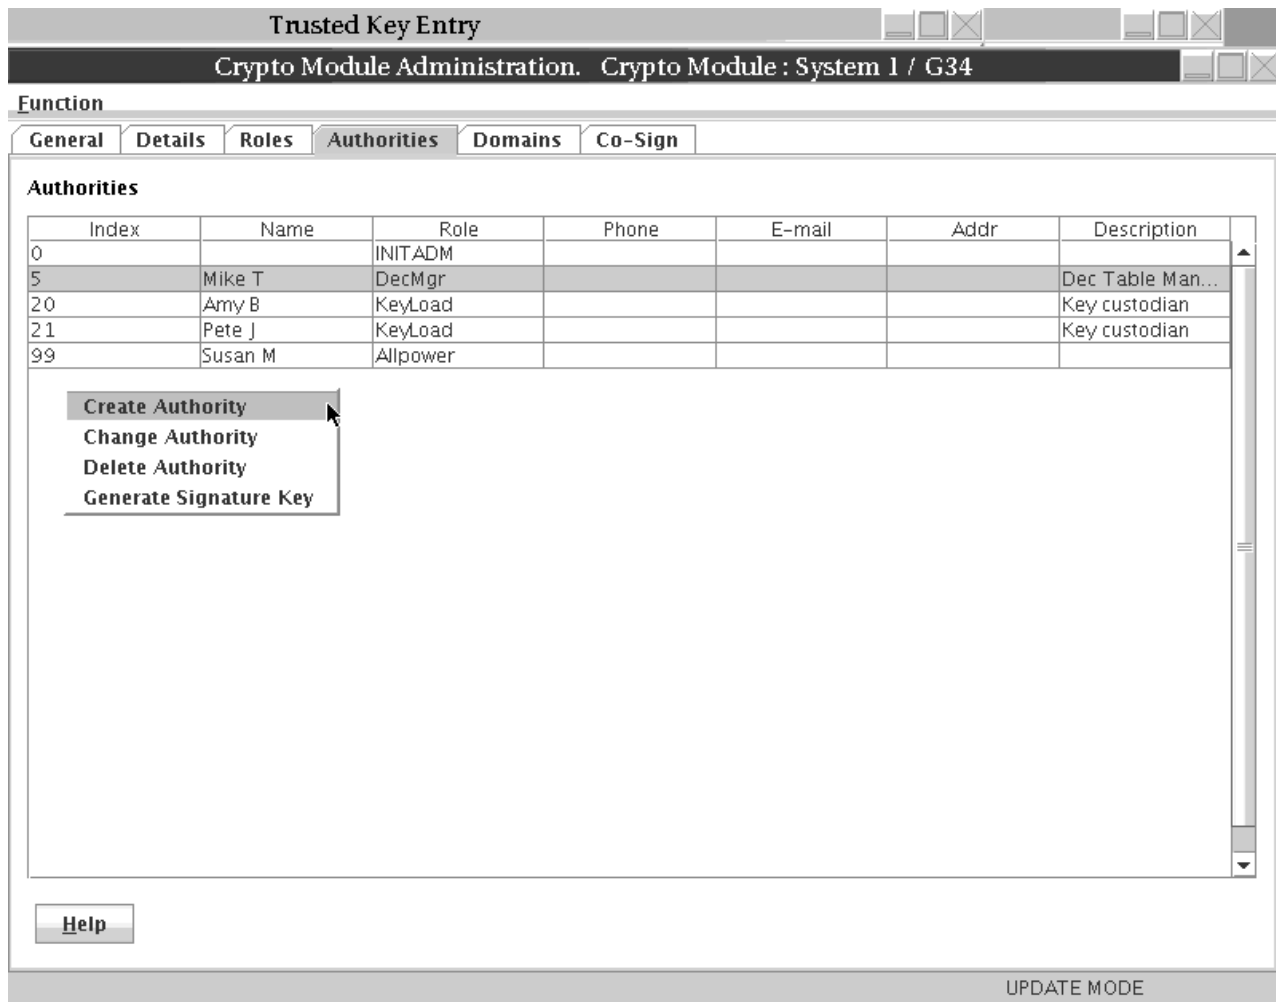 Trusted Key Entry
Crypto Module Administration. Crypto Module : System 1 / G34
Function
General Details Roles Authorities Domains Co-Sign
Authorities
Index Name Role Phone E-mail Addr Description
0 INITADM
5 Mike T DecMgr Dec Table Man...
20 Amy B KeyLoad Key custodian
21 Pete J KeyLoad Key custodian
99 Susan M Allpower
Create Authority
Change Authority
Delete Authority
Generate Signature Key
Help
UPDATE MODE